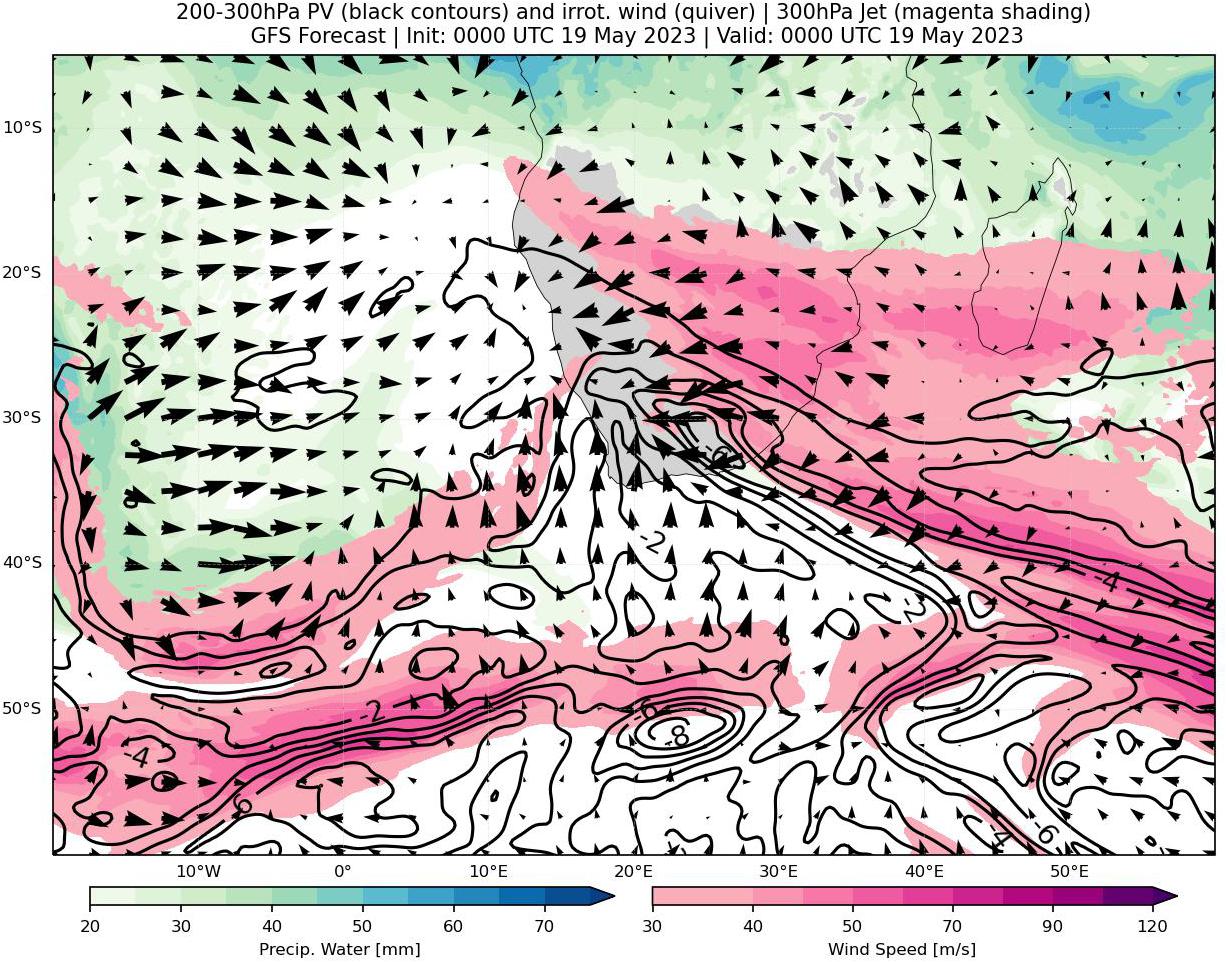 200-300hPa PV (black contours) and irrot. wind (quiver) | 300hPa Jet (magenta shading)
GFS Forecast | Init: 0000 UTC 19 May 2023 | Valid: 0000 UTC 19 May 2023
10°S
20°S
30°S
-6
-2
40°S
-4
-2
50°S
-2
-6
-8
-4
-6
-4
10°W 0° 10°E 20°E 30°E 40°E 50°E
20 30 40 50 60 70
30 40 50 70 90 120
Precip. Water [mm] Wind Speed [m/s]